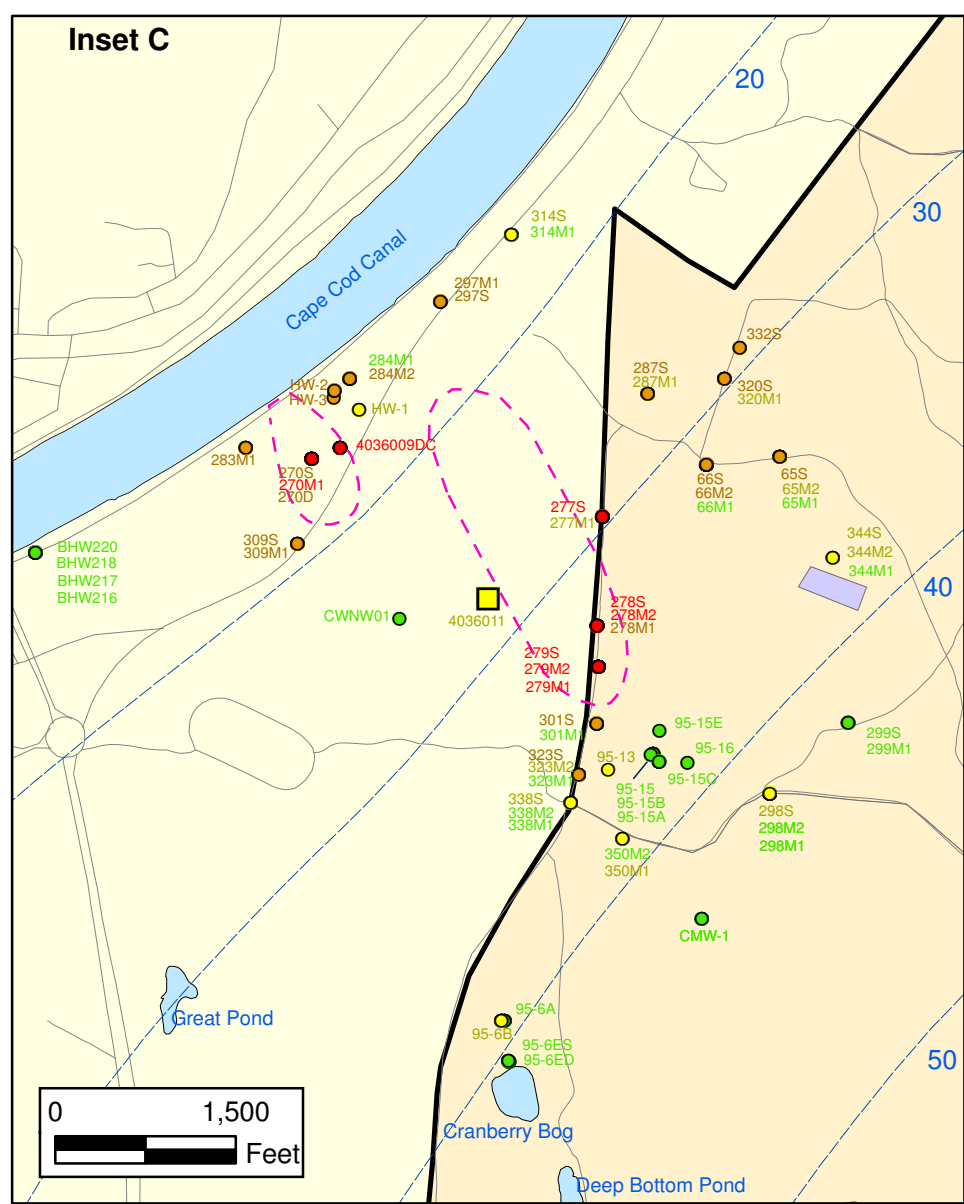 Inset C
20
30
314S
314M1
Cape Cod Canal
297M1
297S
332S
284M1
284M2
HW-2
HW-3
HW-1
287S
287M1
320S
320M1
283M1
4036009DC
270S
270M1
270D
66S
66M2
66M1
65S
65M2
65M1
277S
277M1
309S
309M1
344S
344M2
344M1
BHW220
BHW218
BHW217
BHW216
40
CWNW01
4036011
278S
278M2
278M1
279S
279M2
279M1
301S
301M1
95-15E
299S
299M1
95-16
95-13
95-15C
323S
323M2
323M1
95-15
95-15B
95-15A
338S
338M2
338M1
298S
298M2
298M1
350M2
350M1
CMW-1
Great Pond
95-6A
95-6B
95-6ES
95-6ED
50
0 1,500
Feet
Cranberry Bog
Deep Bottom Pond